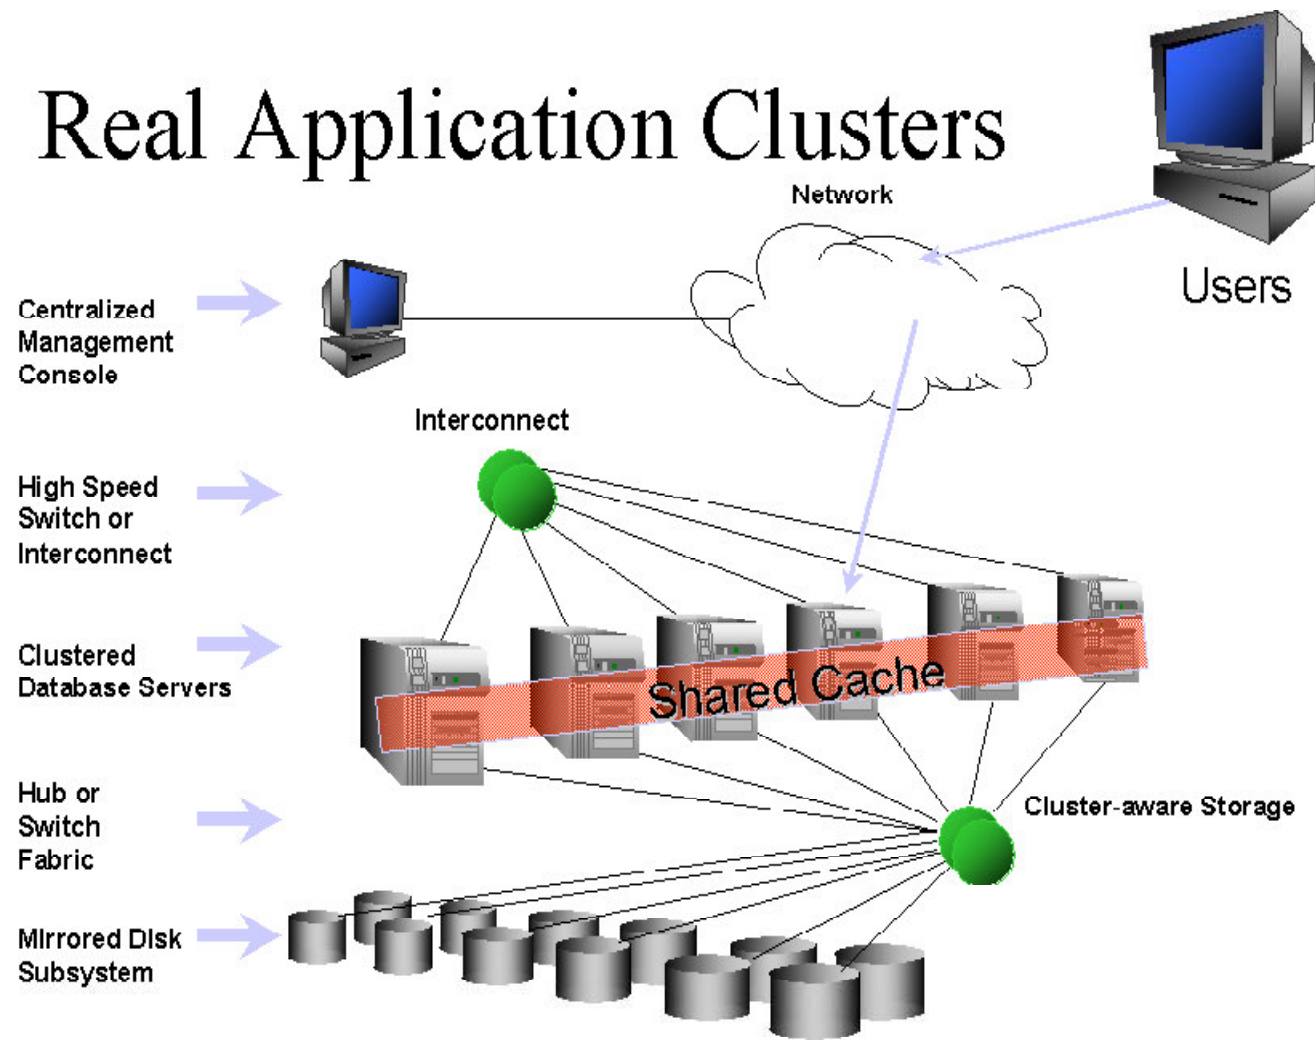 Real Application Clusters
Network
Users
Centralized
Management
Console
Interconnect
High Speed
Switch or
Interconnect
Clustered
Database Servers
Shared Cache
Hub or
Switch
Fabric
Cluster-aware Storage
Mirrored Disk
Subsystem